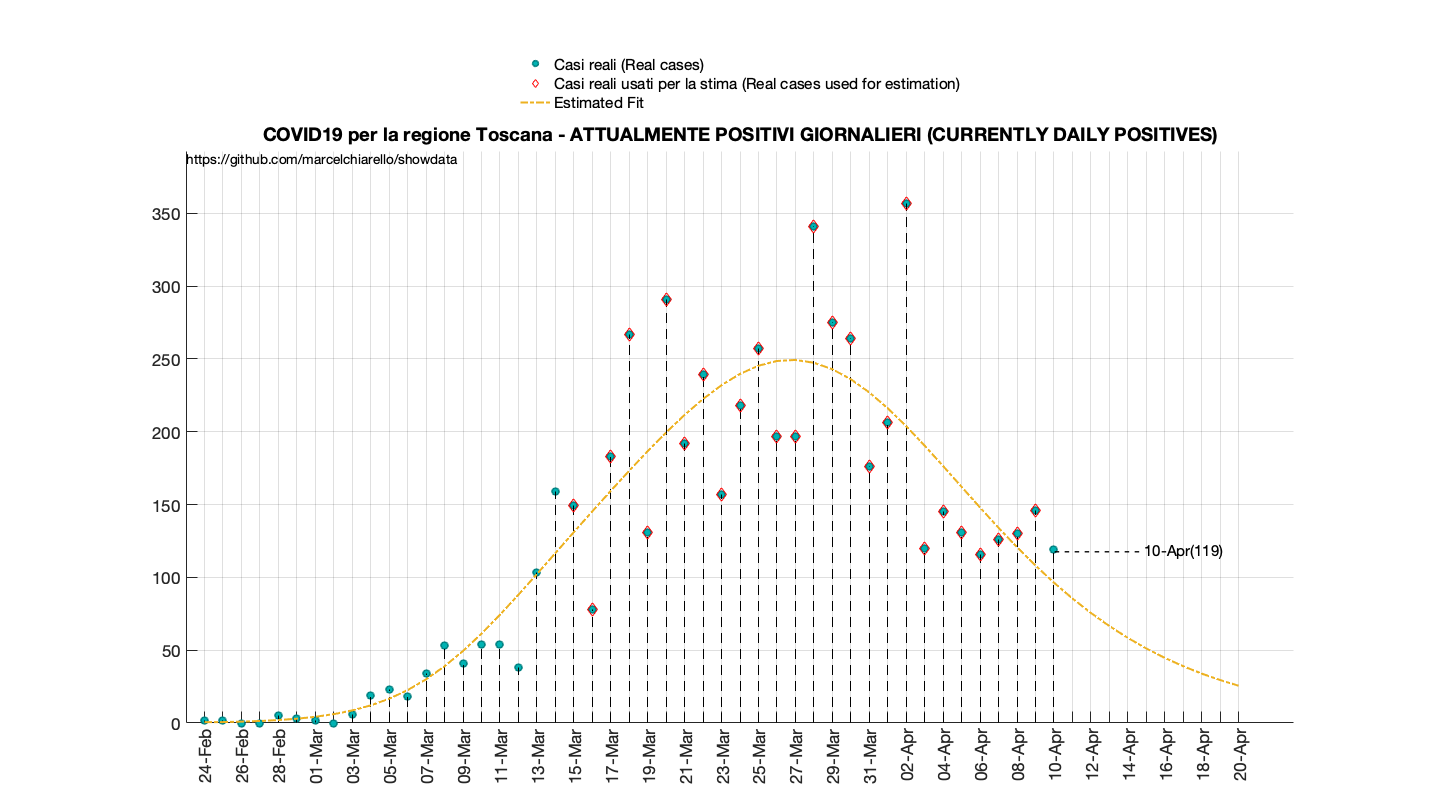 Casi reali (Real cases)
Casi reali usati per la stima (Real cases used for estimation)
Estimated Fit
COVID19 per la regione Toscana - ATTUALMENTE POSITIVI GIORNALIERI (CURRENTLY DAILY POSITIVES)
https://github.com/marcelchiarello/showdata
350
300
250
200
150
100
50
0
10-Apr(119)
24-Feb
26-Feb
28-Feb
01-Mar
03-Mar
05-Mar
07-Mar
09-Mar
11-Mar
13-Mar
15-Mar
17-Mar
19-Mar
21-Mar
23-Mar
25-Mar
27-Mar
29-Mar
31-Mar
02-Apr
04-Apr
06-Apr
08-Apr
10-Apr
12-Apr
14-Apr
16-Apr
18-Apr
20-Apr